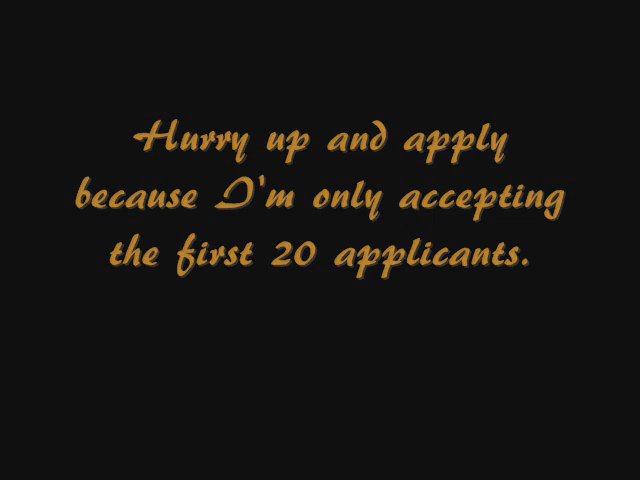 Hurry up and apply
because I'm only accepting
the first 20 applicants.